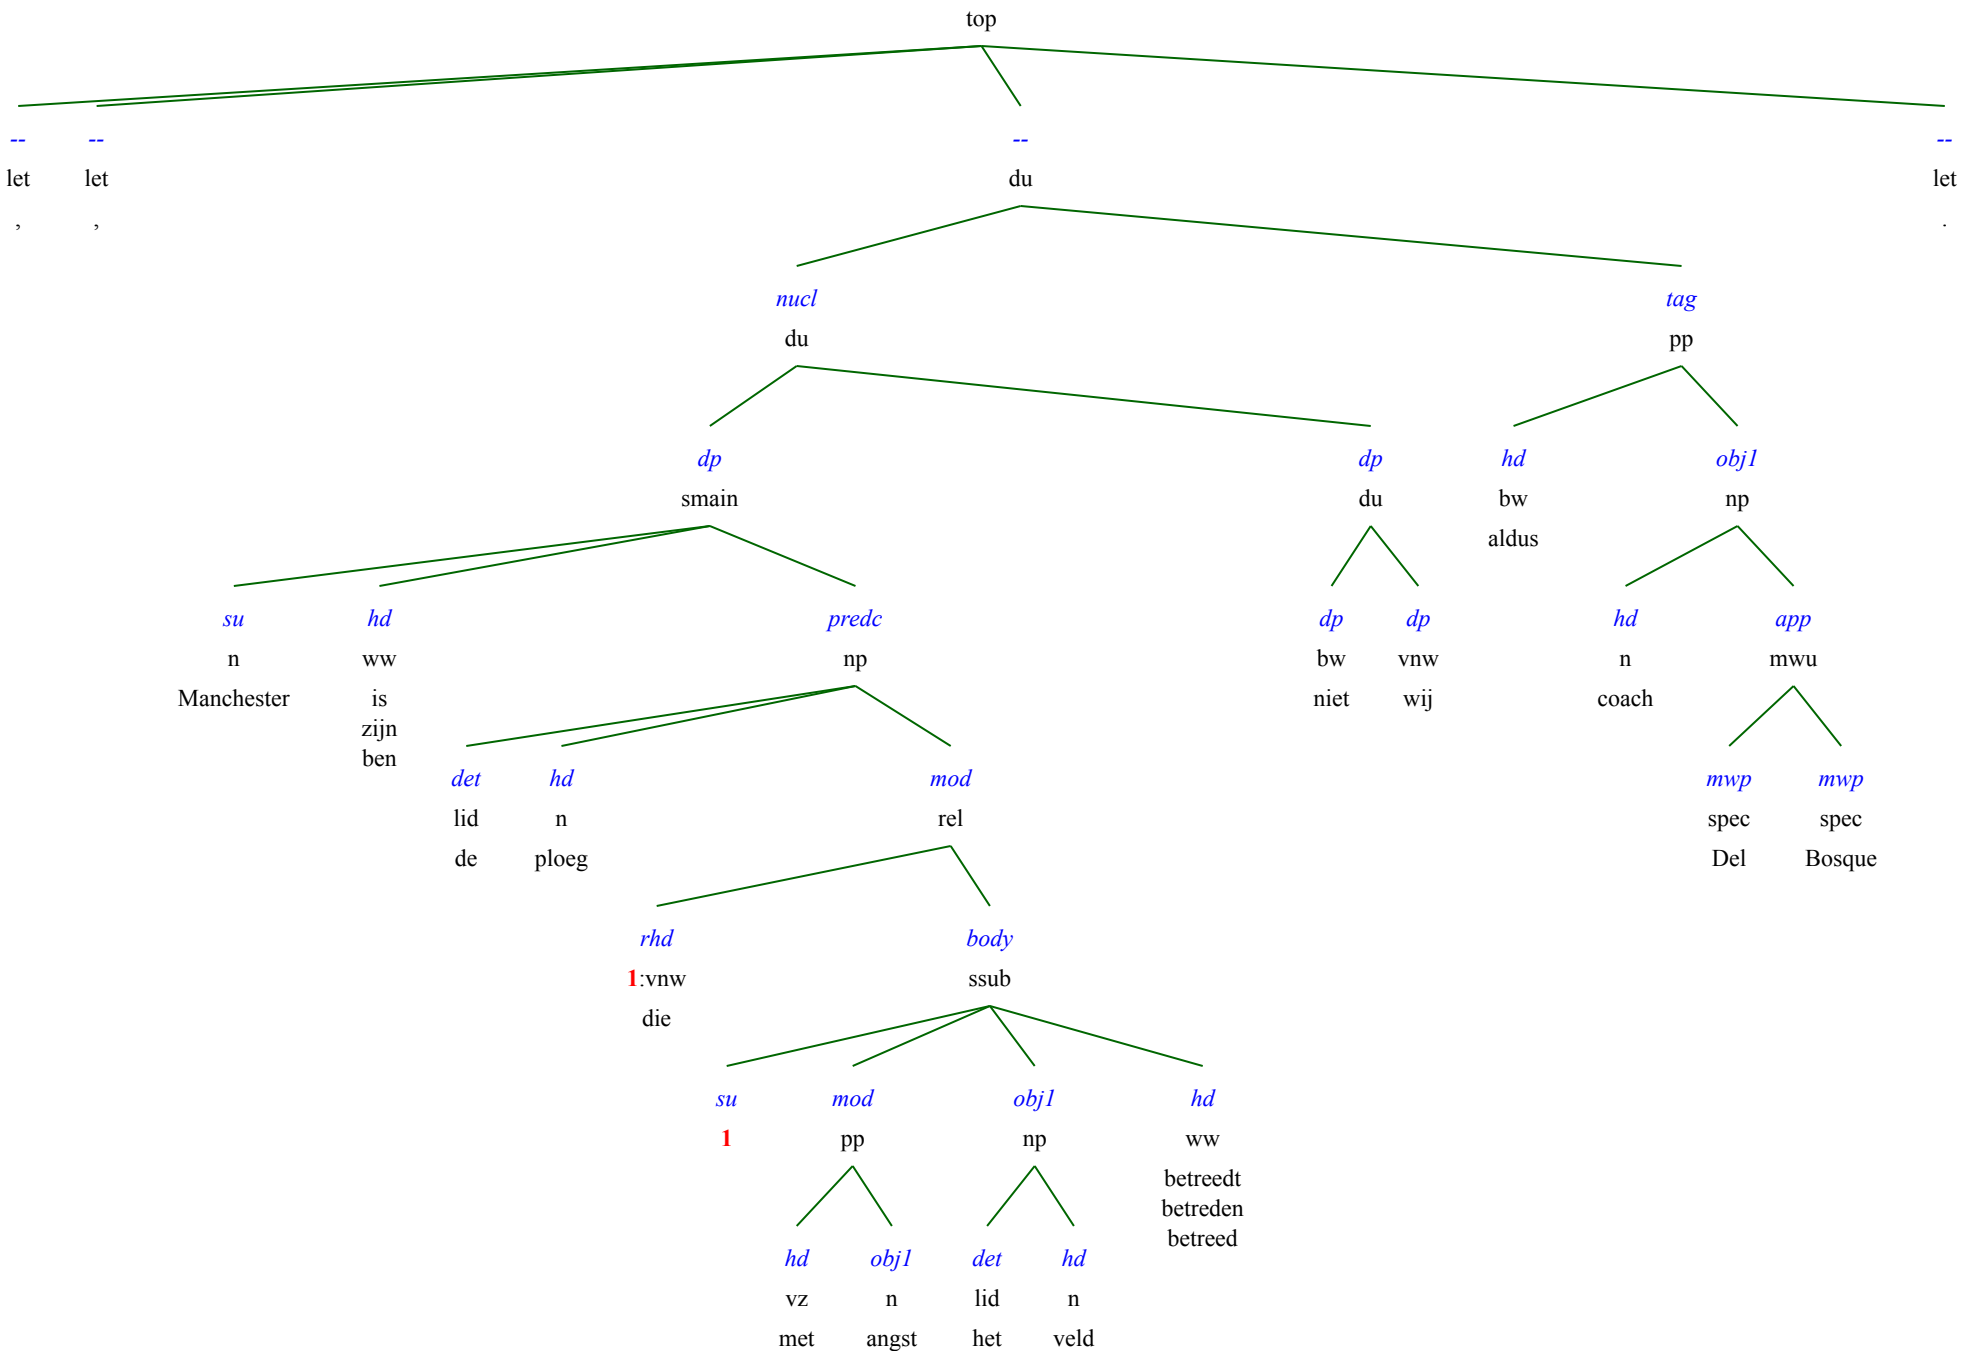 top
-- -- -- --
let let du let
, , .
nucl tag
du pp
dp dp hd obj1
smain du bw np
aldus
su hd predc dp dp hd app
n ww np bw vnw n mwu
Manchester is niet wij coach
zijn
ben
det hd mod mwp mwp
lid n rel spec spec
de ploeg Del Bosque
rhd body
1:vnw ssub
die
su mod obj1 hd
1 pp np ww
betreedt
betreden
betreed
hd obj1 det hd
vz n lid n
met angst het veld